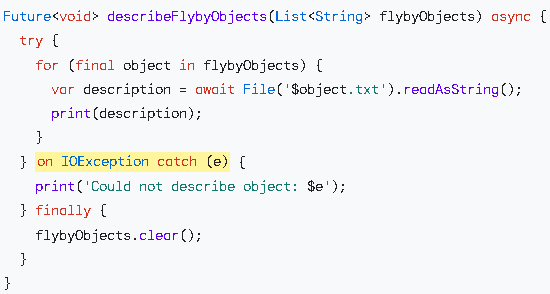 Future<void> describeFlybyObjects(List<String> flybyObjects) async {
  try {
    for (final object in flybyObjects) {
      var description = await File('$object.txt').readAsString();
      print(description);
    }
  } on IOException catch (e) {
    print('Could not describe object: $e');
  } finally {
    flybyObjects.clear();
  }
}